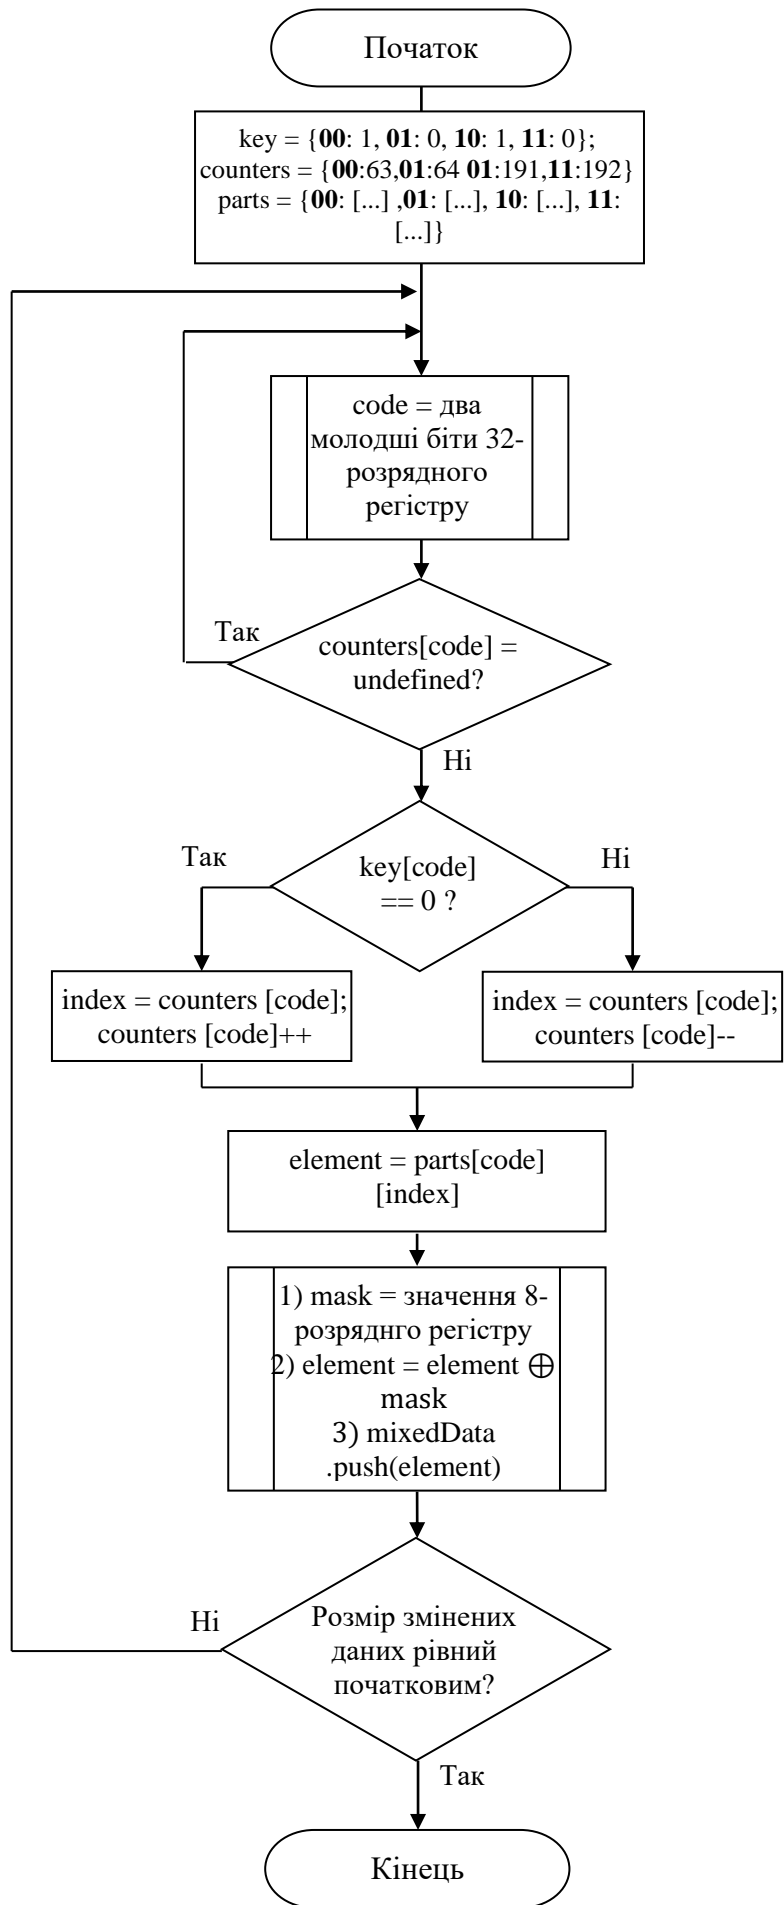 Початок
key = {00: 1, 01: 0, 10: 1, 11: 0};
counters = {00:63,01:64 01:191,11:192}
parts = {00: [...] ,01: [...], 10: [...], 11:
[...]}
code = два
молодші біти 32-
розрядного
регістру
Так
counters[code] =
undefined?
Ні
Так
key[code]
== 0 ?
Ні
index = counters [code];
counters [code]++
index = counters [code];
counters [code]--
element = parts[code]
[index]
1) mask = значення 8-
розряднго регістру
2) element = element ⊕
mask
3) mixedData
.push(element)
Ні
Розмір змінених
даних рівний
початковим?
Так
Кінець